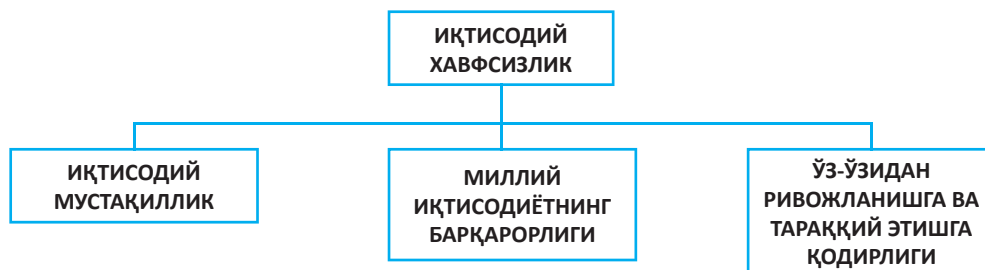 ИҚТИСОДИЙ
ХАВФСИЗЛИК
ИҚТИСОДИЙ
МУСТАҚИЛЛИК
МИЛЛИЙ
ИҚТИСОДИЁТНИНГ
БАРҚАРОРЛИГИ
ЎЗ-ЎЗИДАН
РИВОЖЛАНИШГА ВА
ТАРАҚҚИЙ ЭТИШГА
ҚОДИРЛИГИ